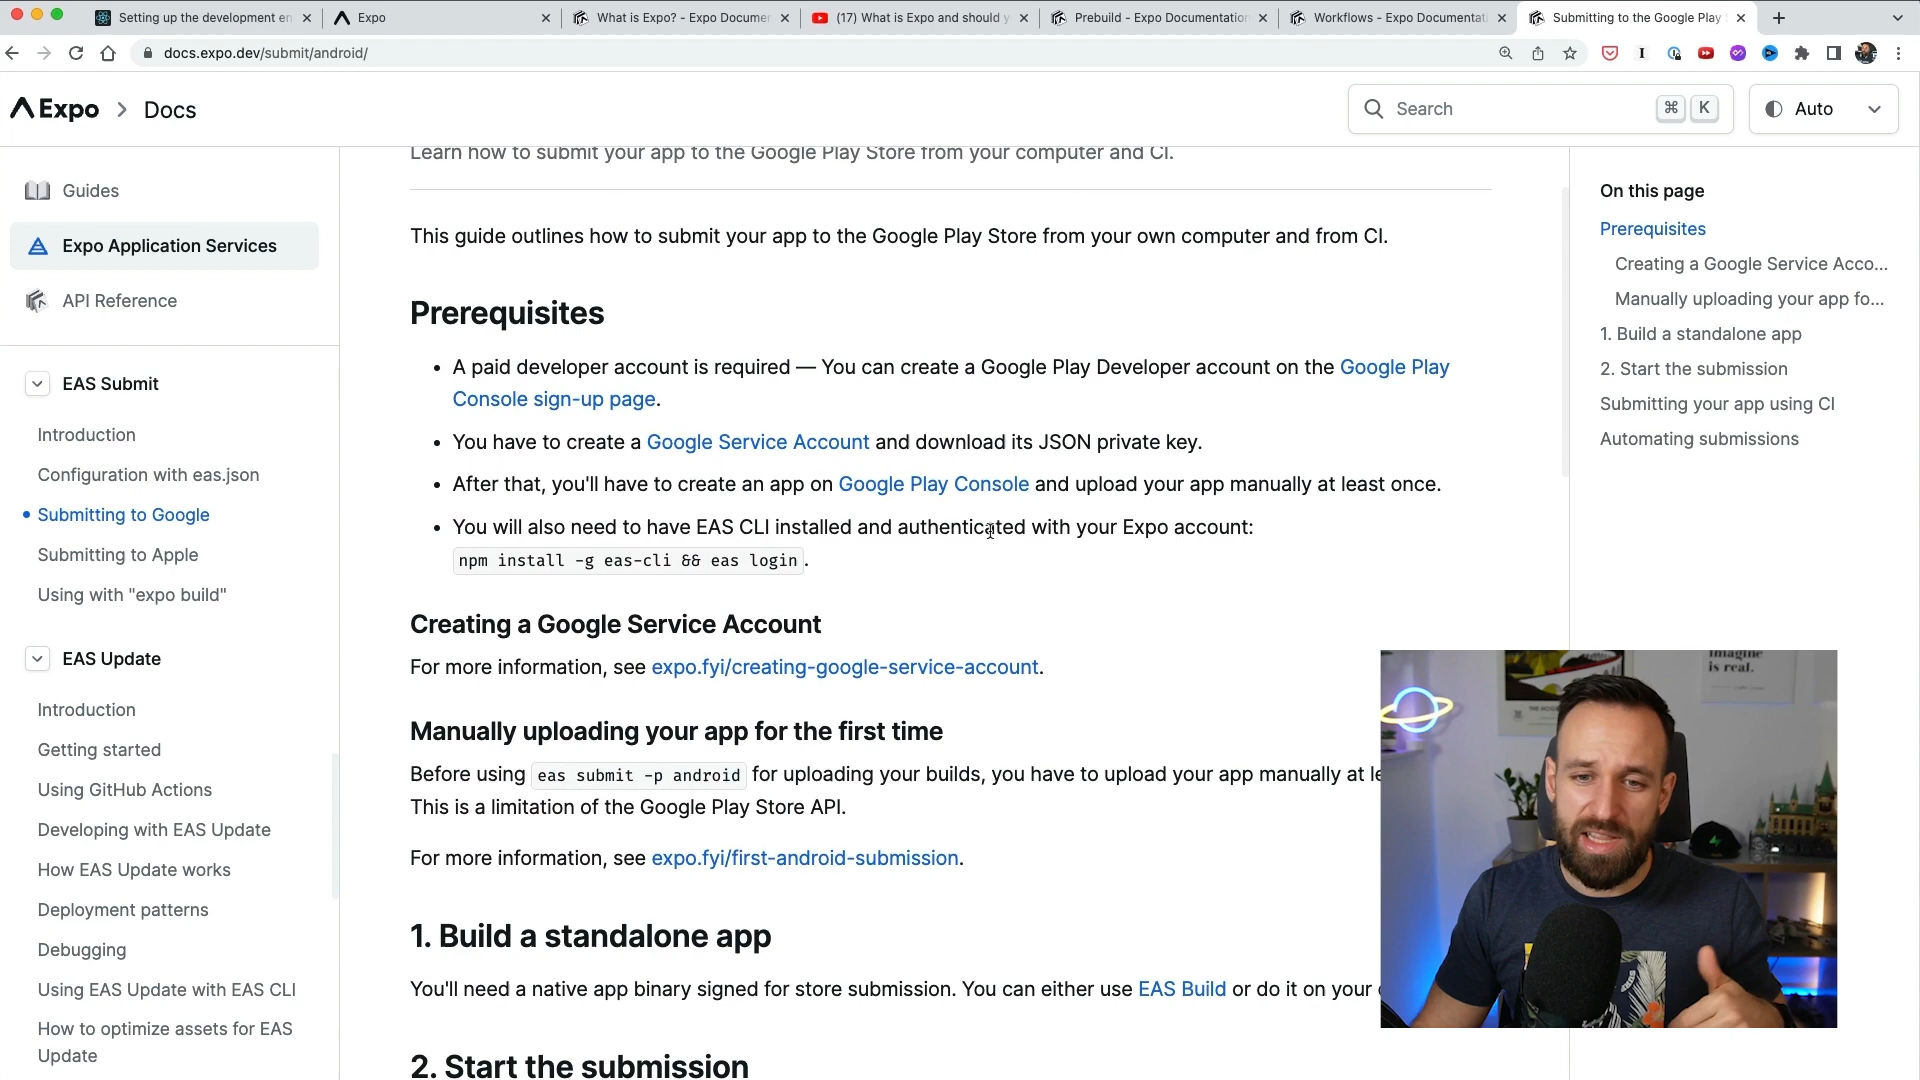 Setting up the development en
Expo
What is Expo? - Expo Documen
(17) What is Expo and should y
Prebuild - Expo Documentation
Workflows - Expo Documentati
Submitting to the Google Play S
docs.expo.dev/submit/android/
Expo
Docs
Search
⌘
K
Auto
Guides
Expo Application Services
API Reference
EAS Submit
Introduction
Configuration with eas.json
Submitting to Google
Submitting to Apple
Using with "expo build"
EAS Update
Introduction
Getting started
Using GitHub Actions
Developing with EAS Update
How EAS Update works
Deployment patterns
Debugging
Using EAS Update with EAS CLI
How to optimize assets for EAS
Update
Learn how to submit your app to the Google Play Store from your computer and CI.
This guide outlines how to submit your app to the Google Play Store from your own computer and from CI.
Prerequisites
• A paid developer account is required — You can create a Google Play Developer account on the Google Play
Console sign-up page.
• You have to create a Google Service Account and download its JSON private key.
• After that, you'll have to create an app on Google Play Console and upload your app manually at least once.
• You will also need to have EAS CLI installed and authenticated with your Expo account:
npm install -g eas-cli && eas login.
Creating a Google Service Account
For more information, see expo.fyi/creating-google-service-account.
Manually uploading your app for the first time
Before using eas submit -p android for uploading your builds, you have to upload your app manually at le
This is a limitation of the Google Play Store API.
For more information, see expo.fyi/first-android-submission.
1. Build a standalone app
You'll need a native app binary signed for store submission. You can either use EAS Build or do it on your
2. Start the submission
On this page
Prerequisites
Creating a Google Service Acco...
Manually uploading your app fo...
1. Build a standalone app
2. Start the submission
Submitting your app using CI
Automating submissions
imagine
is real.